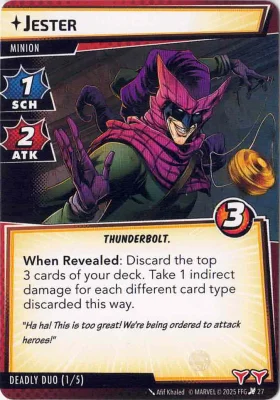 Jester
MINION
1
SCH
2
ATK
3
THUNDERBOLT.
When Revealed: Discard the top
3 cards of your deck. Take 1 indirect
damage for each different card type
discarded this way.
"Ha ha! This is too great! We're being ordered to attack
heroes!"
DEADLY DUO (1/5)
Afif Khaled © MARVEL © 2025 FFG 27